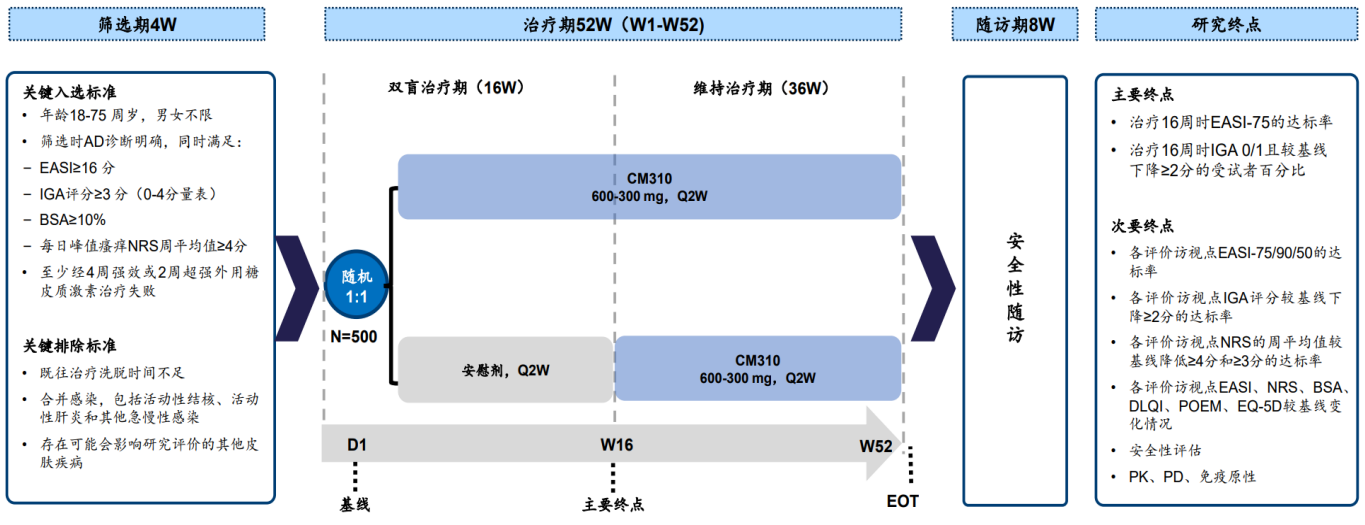 筛选期4W
关键入选标准
• 年龄18-75 周岁，男女不限
• 筛选时AD诊断明确，同时满足：
– EASI≥16 分
– IGA评分≥3 分（0-4分量表）
– BSA≥10%
– 每日峰值瘙痒NRS周平均值≥4分
• 至少经4周强效或2周超强外用糖
皮质激素治疗失败
关键排除标准
• 既往治疗洗脱时间不足
• 合并感染，包括活动性结核、活动
性肝炎和其他急慢性感染
• 存在可能会影响研究评价的其他皮
肤疾病
治疗期52W（W1-W52)
双盲治疗期（16W）
维持治疗期（36W）
CM310
600-300 mg，Q2W
随机
1:1
N=500
安慰剂，Q2W
CM310
600-300 mg，Q2W
D1
W16
W52
基线
主要终点
EOT
随访期8W
安
全
性
随
访
研究终点
主要终点
• 治疗16周时EASI-75的达标率
• 治疗16周时IGA 0/1且较基线
下降≥2分的受试者百分比
次要终点
• 各评价访视点EASI-75/90/50的达
标率
• 各评价访视点IGA评分较基线下
降≥2分的达标率
• 各评价访视点NRS的周平均值较
基线降低≥4分和≥3分的达标率
• 各评价访视点EASI、NRS、BSA、
DLQI、POEM、EQ-5D较基线变
化情况
• 安全性评估
• PK、PD、免疫原性